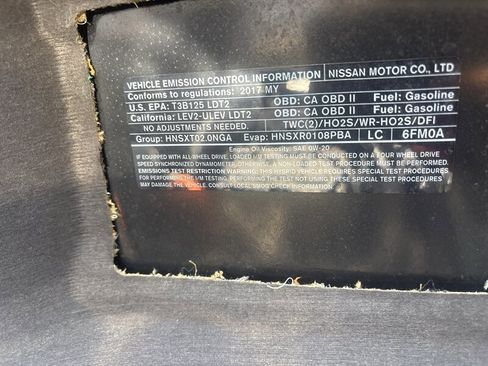 VEHICLE EMISSION CONTROL INFORMATION NISSAN MOTOR CO., LTD
Conforms to regulations: 2017 MY
U.S. EPA: T3B125 LDT2 OBD: CA OBD II Fuel: Gasoline
California: LEV2-ULEV LDT2 OBD: CA OBD II Fuel: Gasoline
NO ADJUSTMENTS NEEDED. TWC(2)/HO2S/WR-HO2S/DFI
Group: HNSXT02.0NGA Evap: HNSXR0108PBA LC 6FM0A
Engine Oil Viscosity: SAE 0W-20
IF EQUIPPED WITH ALL-WHEEL DRIVE, LOADED I/M TESTING MUST BE CONDUCTED ON A FOUR WHEEL DRIVE
SYNCHRONIZED DYNAMOMETER; OTHERWISE, A NON-LOADED TEST PROCEDURE MUST BE PERFORMED.
EMISSIONS TEST RESTRICTION WARNING: THIS HYBRID VEHICLE REQUIRES A SPECIAL TEST PROCEDURE
FOR PERFORMING THE I/M TESTING. PERFORMING TEST NOT USING THESE SPECIAL TEST PROCEDURES
MAY DAMAGE THE VEHICLE. CONSULT LOCAL SMOG CHECK INFORMATION.